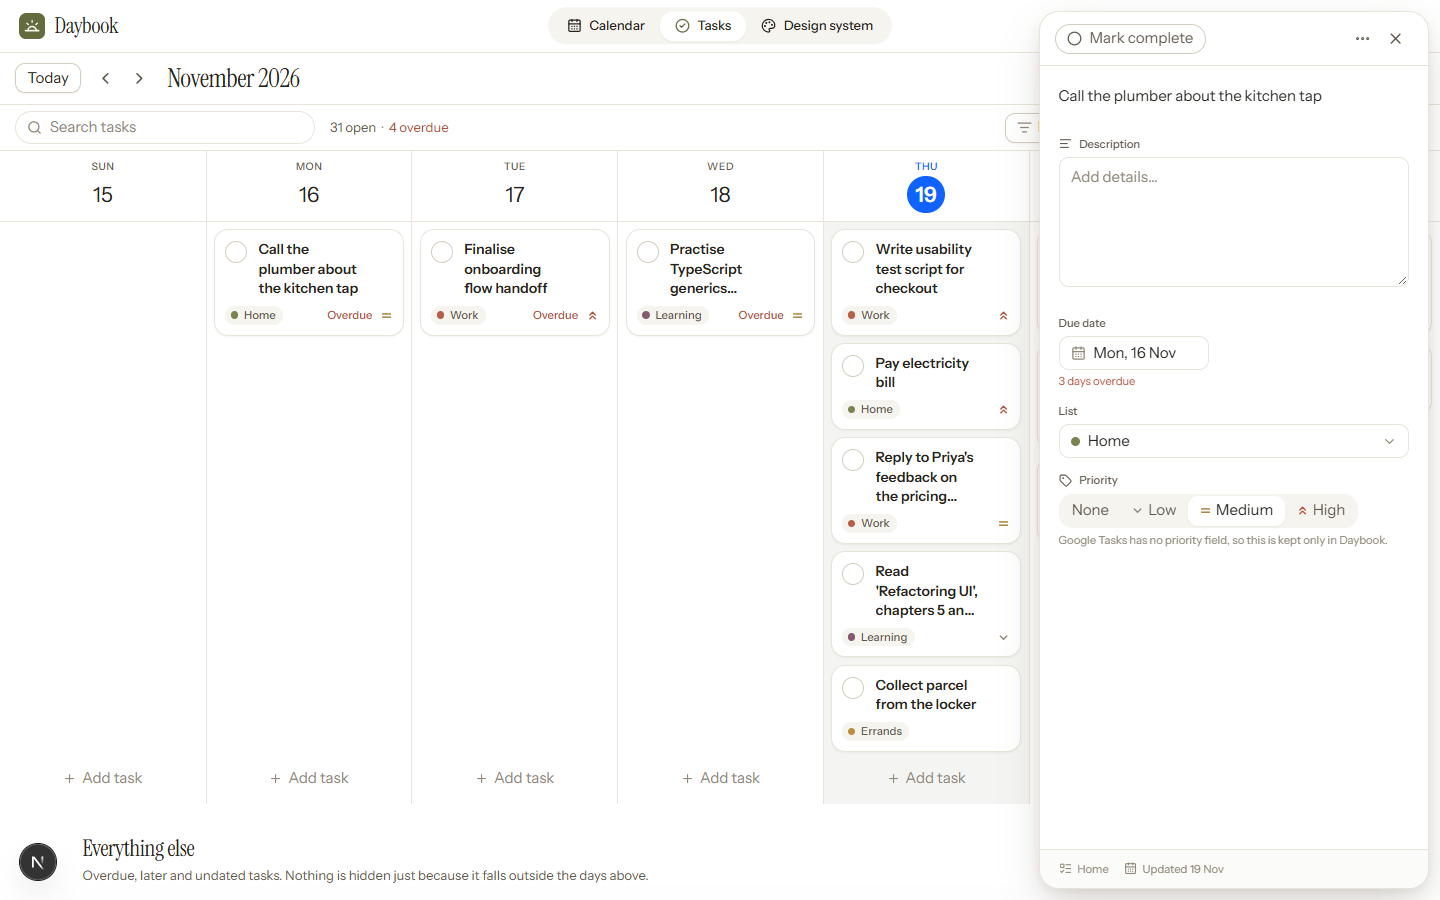 Daybook
Calendar
Tasks
Design system
Today
November 2026
Search tasks
31 open · 4 overdue
SUN
15
MON
16
TUE
17
WED
18
THU
19
Call the
plumber about
the kitchen tap
Home
Overdue
Finalise
onboarding
flow handoff
Work
Overdue
Practise
TypeScript
generics...
Learning
Overdue
Write usability
test script for
checkout
Work
Pay electricity
bill
Home
Reply to Priya's
feedback on
the pricing...
Work
Read
'Refactoring UI',
chapters 5 an...
Learning
Collect parcel
from the locker
Errands
+ Add task
+ Add task
+ Add task
+ Add task
+ Add task
N
Everything else
Overdue, later and undated tasks. Nothing is hidden just because it falls outside the days above.
Mark complete
Call the plumber about the kitchen tap
Description
Add details...
Due date
Mon, 16 Nov
3 days overdue
List
Home
Priority
None
Low
Medium
High
Google Tasks has no priority field, so this is kept only in Daybook.
Home
Updated 19 Nov